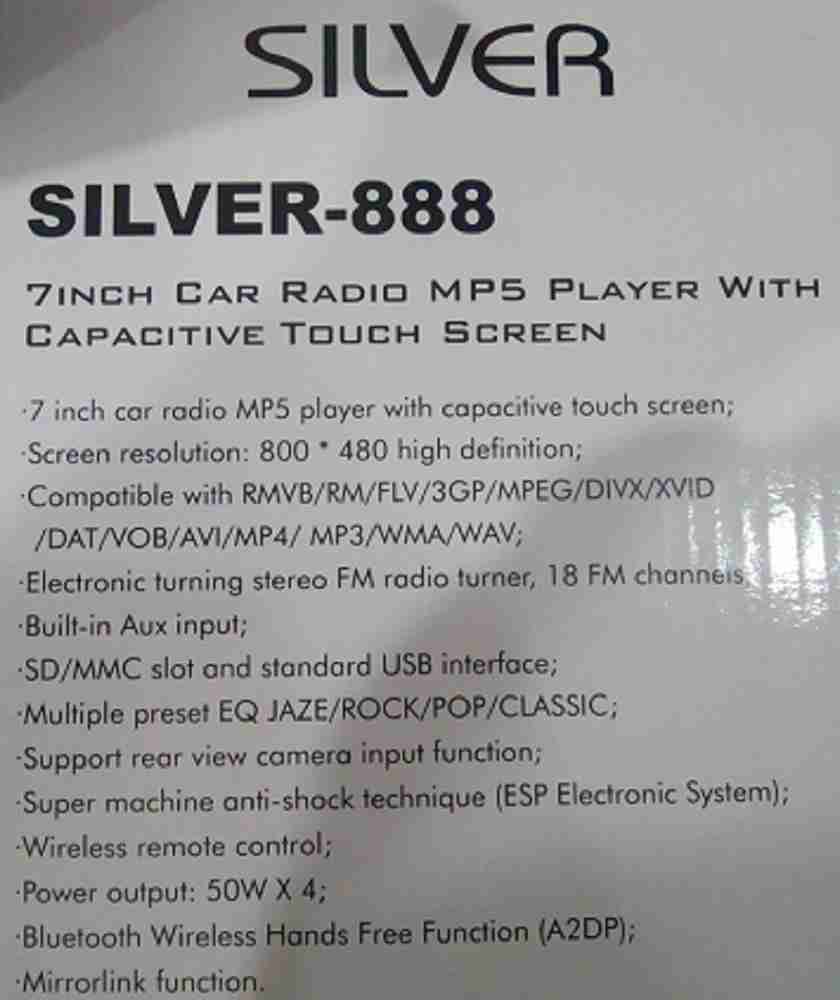 SILVER
SILVER-888
7INCH CAR RADIO MP5 PLAYER WITH
CAPACITIVE TOUCH SCREEN
·7 inch car radio MP5 player with capacitive touch screen;
·Screen resolution: 800 * 480 high definition;
·Compatible with RMVB/RM/FLV/3GP/MPEG/DIVX/XVID
/DAT/VOB/AVI/MP4/ MP3/WMA/WAV;
·Electronic turning stereo FM radio turner, 18 FM channels
·Built-in Aux input;
·SD/MMC slot and standard USB interface;
·Multiple preset EQ JAZE/ROCK/POP/CLASSIC;
·Support rear view camera input function;
·Super machine anti-shock technique (ESP Electronic System);
·Wireless remote control;
·Power output: 50W X 4;
·Bluetooth Wireless Hands Free Function (A2DP);
·Mirrorlink function.